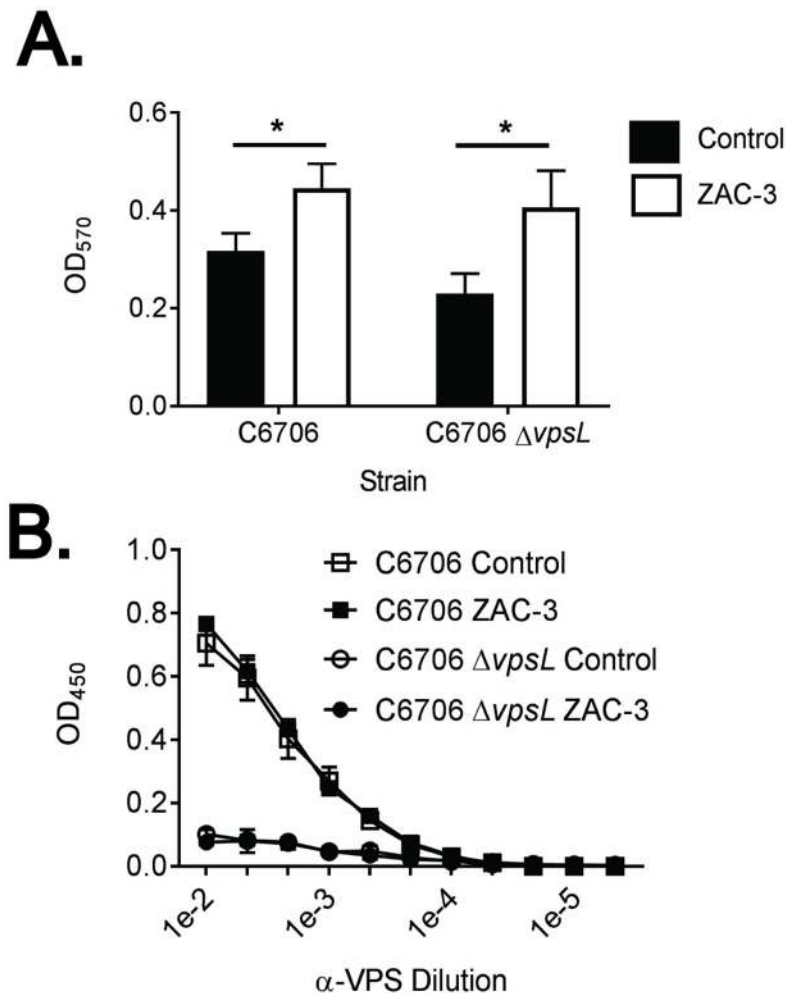 A.
0.6
0.4
0.2
0.0
OD570
*
*
Control
ZAC-3
C6706
C6706 ΔvpsL
Strain
B.
1.0
0.8
0.6
0.4
0.2
0.0
OD450
C6706 Control
C6706 ZAC-3
C6706 ΔvpsL Control
C6706 ΔvpsL ZAC-3
1e-2
1e-3
1e-4
1e-5
α-VPS Dilution